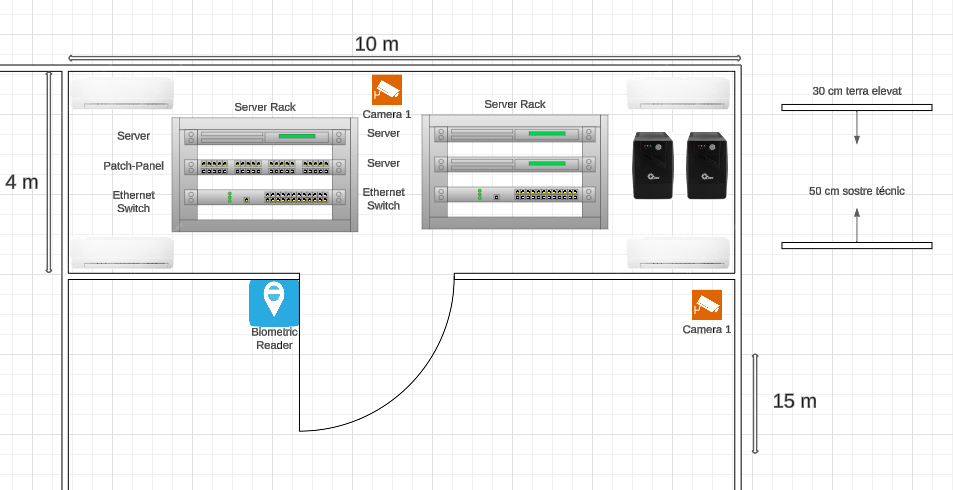 10 m
30 cm terra elevat
Server Rack
Camera 1
Server Rack
Server
Server
Patch-Panel
Server
4 m
Ethernet
Switch
Ethernet
Switch
50 cm sostre técnic
Biometric
Reader
Camera 1
15 m